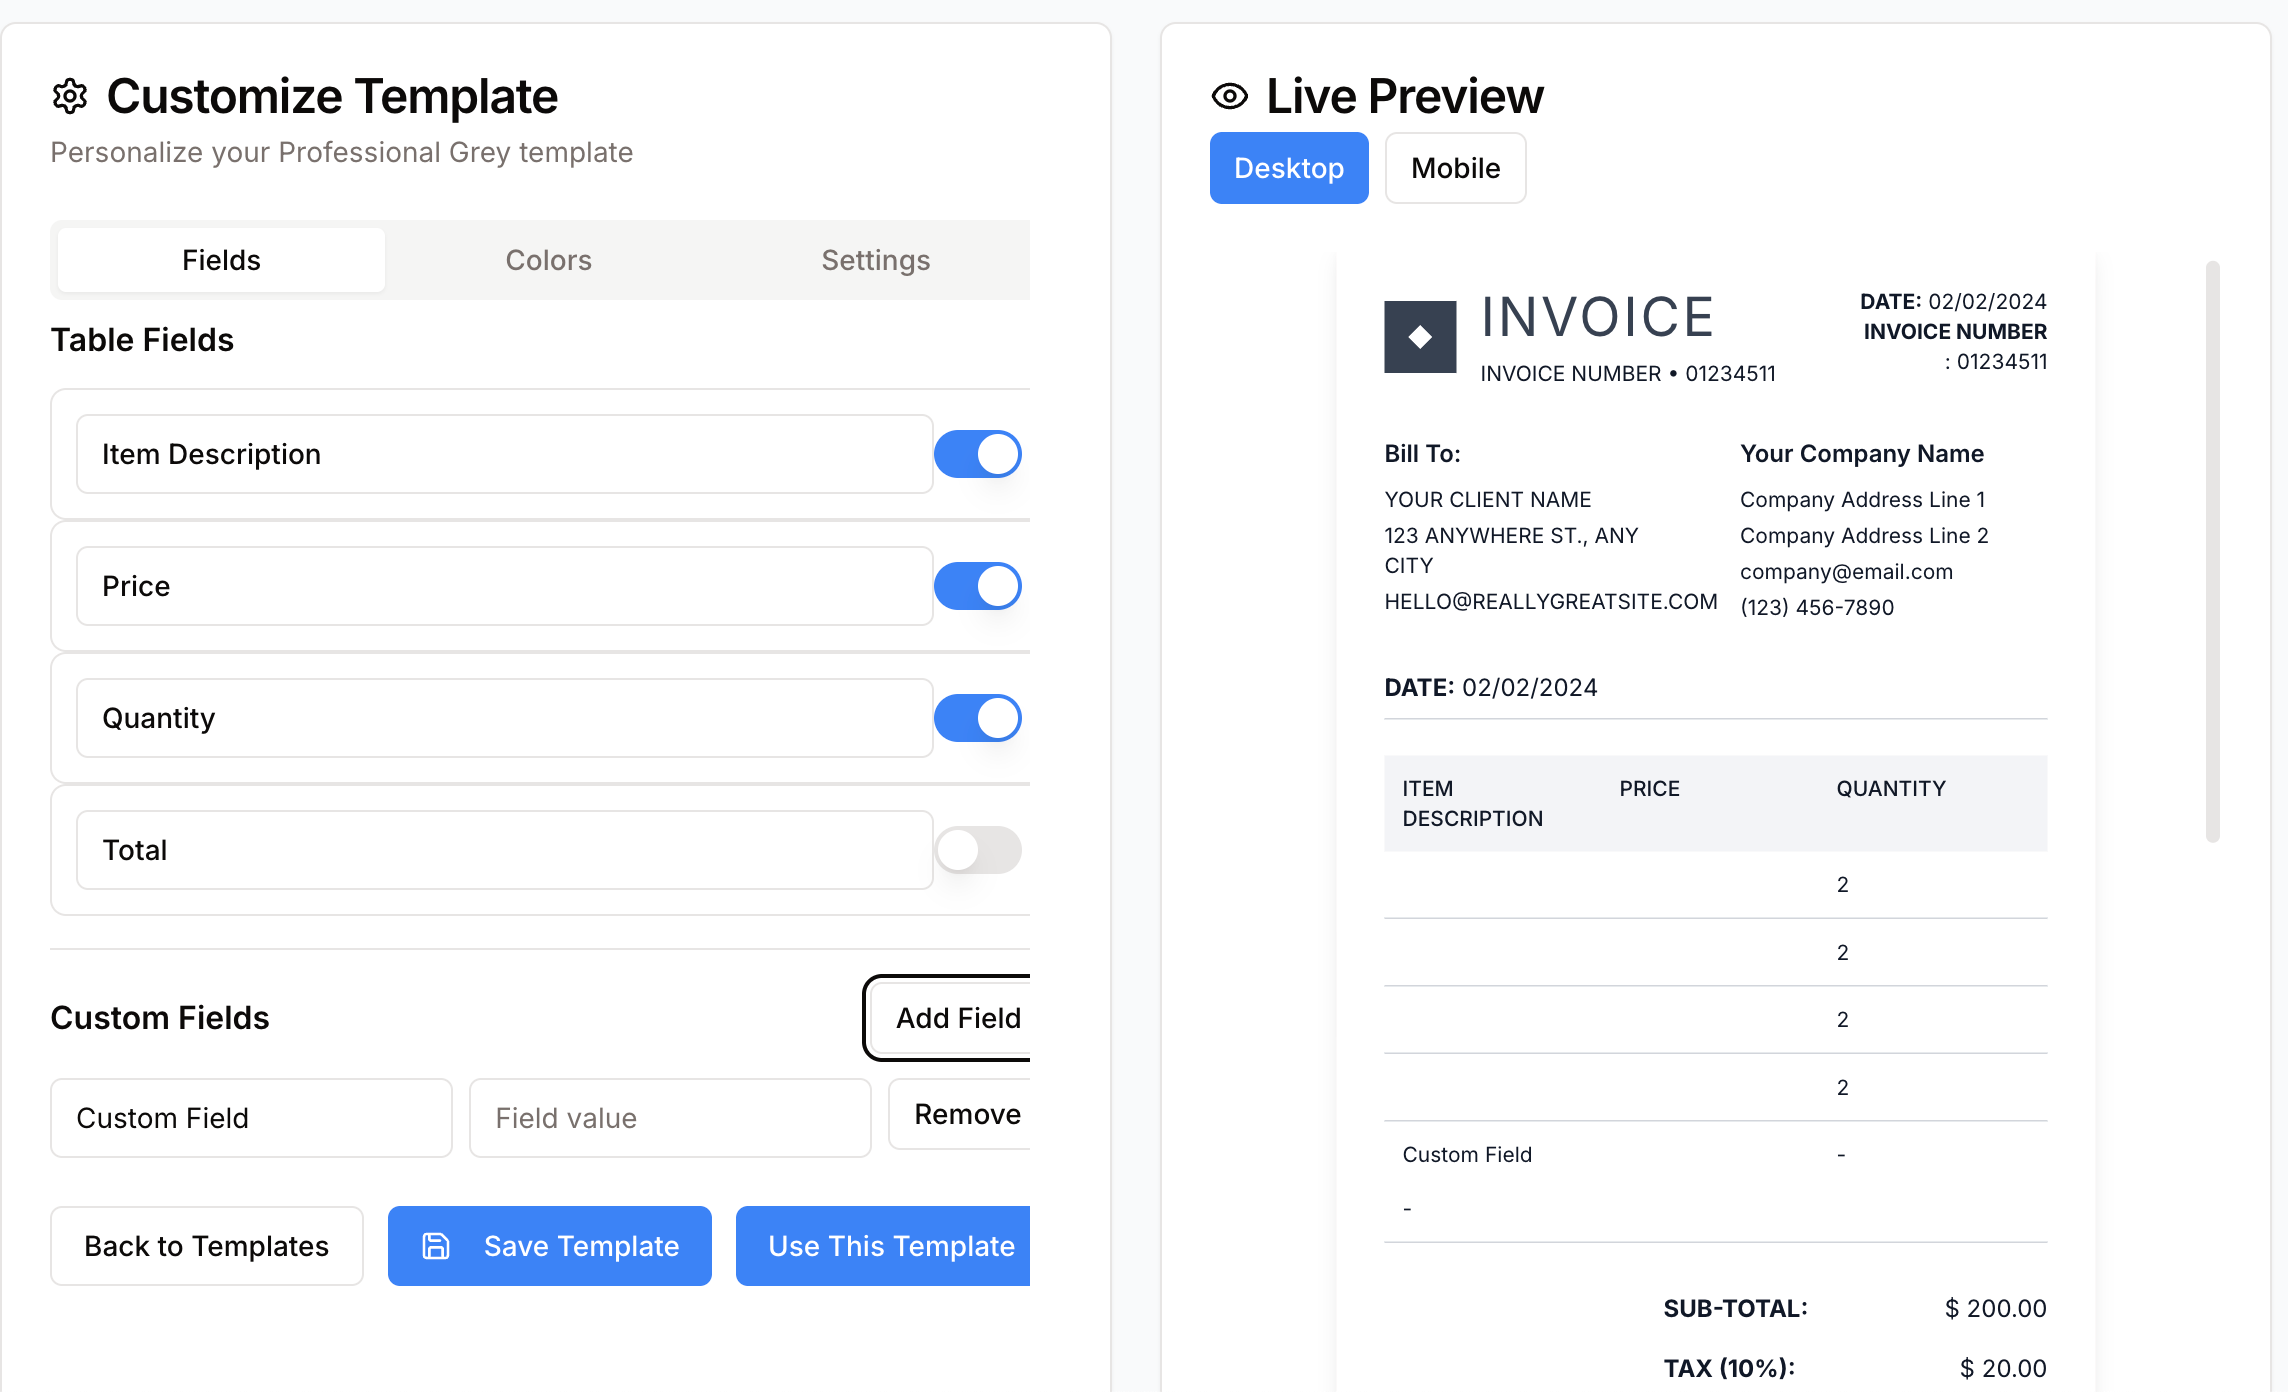 Customize Template
Personalize your Professional Grey template
Fields Colors Settings
Table Fields
Item Description
Price
Quantity
Total
Custom Fields
Add Field
Custom Field
Field value
Remove
Back to Templates
Save Template
Use This Template
Live Preview
Desktop Mobile
INVOICE
INVOICE NUMBER • 01234511
DATE: 02/02/2024
INVOICE NUMBER
: 01234511
Bill To:
YOUR CLIENT NAME
123 ANYWHERE ST., ANY
CITY
HELLO@REALLYGREATSITE.COM
Your Company Name
Company Address Line 1
Company Address Line 2
company@email.com
(123) 456-7890
DATE: 02/02/2024
ITEM
DESCRIPTION
PRICE
QUANTITY
2
2
2
2
Custom Field -
-
SUB-TOTAL: $ 200.00
TAX (10%): $ 20.00